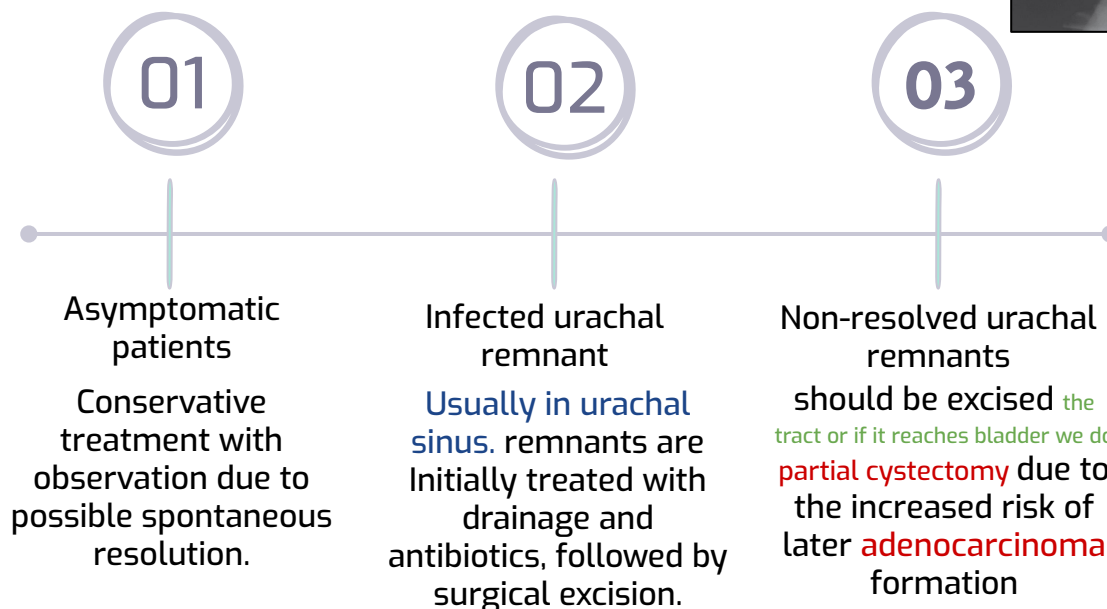 01
Asymptomatic
patients
Conservative
treatment with
observation due to
possible spontaneous
resolution.
02
Infected urachal
remnant
Usually in urachal
sinus. remnants are
Initially treated with
drainage and
antibiotics, followed by
surgical excision.
03
Non-resolved urachal
remnants
should be excised the
tract or if it reaches bladder we do
partial cystectomy due to
the increased risk of
later adenocarcinoma
formation